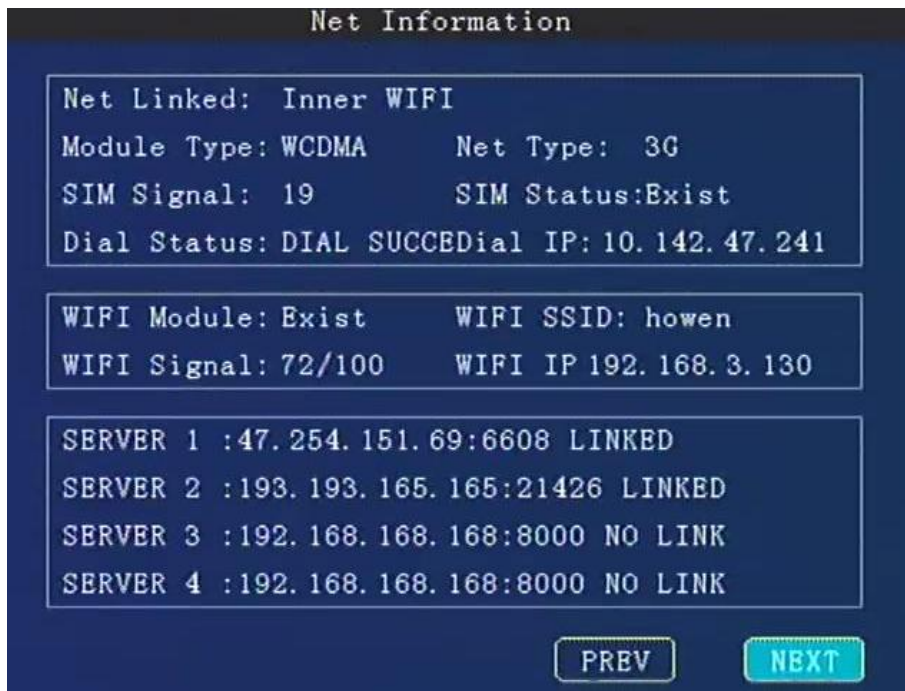 Net Information
Net Linked: Inner WIFI
Module Type: WCDMA Net Type: 3G
SIM Signal: 19 SIM Status:Exist
Dial Status: DIAL SUCCEDial IP: 10.142.47.241
WIFI Module: Exist WIFI SSID: howen
WIFI Signal: 72/100 WIFI IP 192.168.3.130
SERVER 1 :47.254.151.69:6608 LINKED
SERVER 2 :193.193.165.165:21426 LINKED
SERVER 3 :192.168.168.168:8000 NO LINK
SERVER 4 :192.168.168.168:8000 NO LINK
PREV NEXT